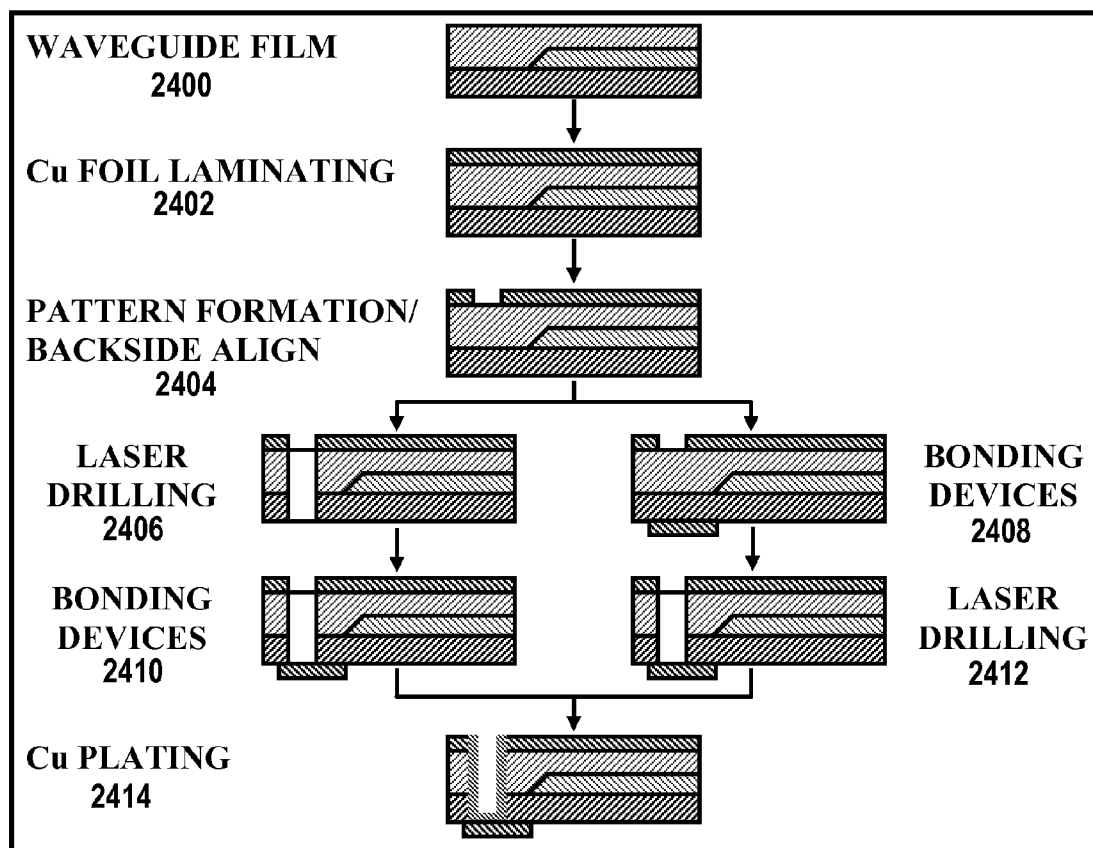 WAVEGUIDE FILM
2400
Cu FOIL LAMINATING
2402
PATTERN FORMATION/
BACKSIDE ALIGN
2404
LASER
DRILLING
2406
BONDING
DEVICES
2408
BONDING
DEVICES
2410
LASER
DRILLING
2412
Cu PLATING
2414